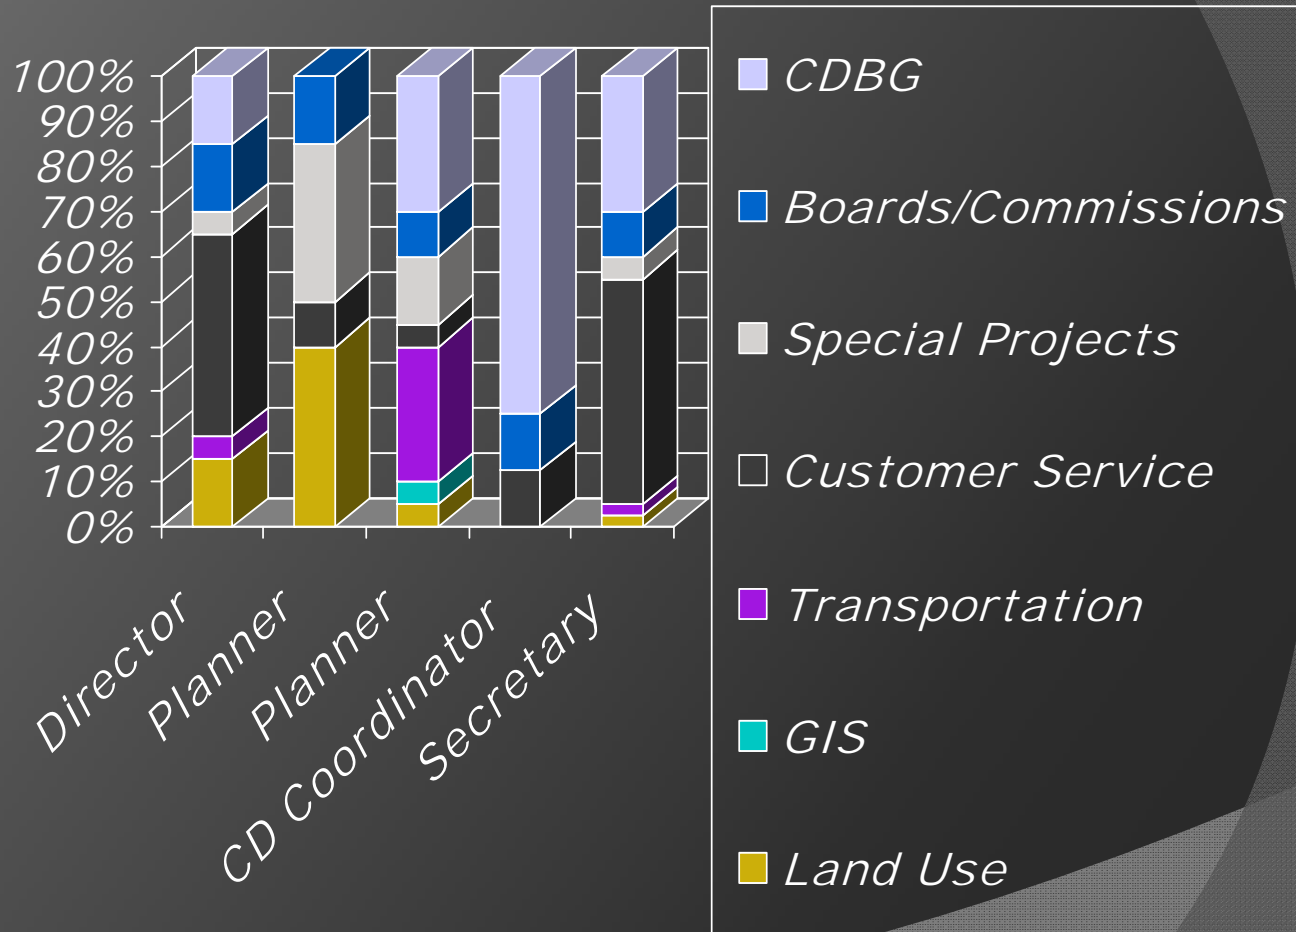 100%
90%
80%
70%
60%
50%
40%
30%
20%
10%
0%
Director
Planner
Planner
CD Coordinator
Secretary
CDBG
Boards/Commissions
Special Projects
Customer Service
Transportation
GIS
Land Use